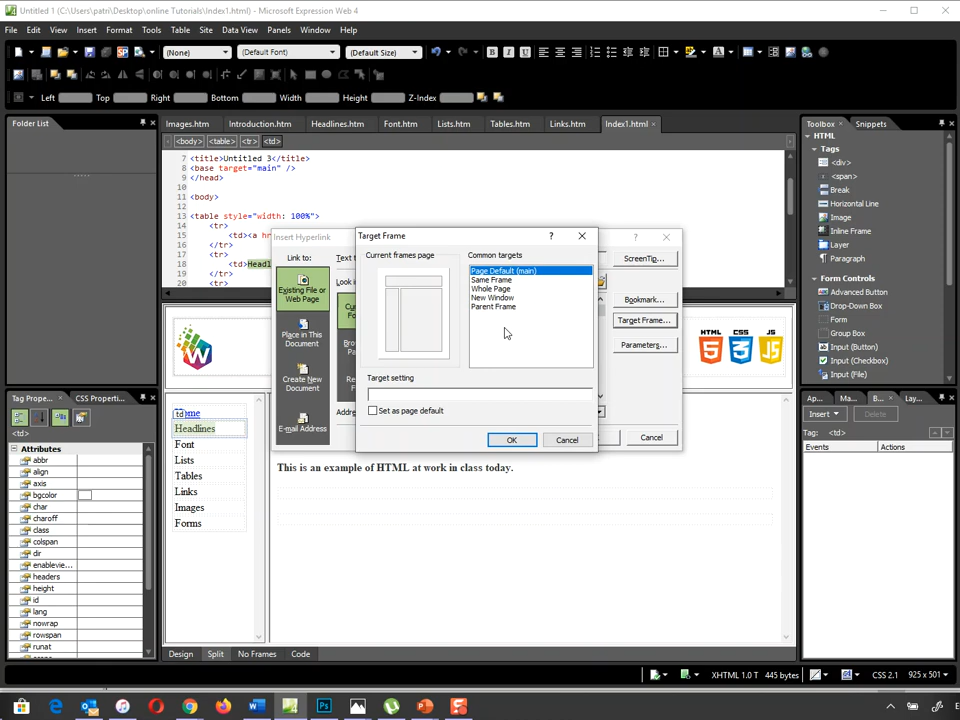 Untitled 1 (C:\Users\patri\Desktop\online Tutorials\Index1.html) - Microsoft Expression Web 4
File Edit View Insert Format Tools Table Site Data View Panels Window Help
(None) (Default Font) (Default Size) B I U
Left Top Right Bottom Width Height Z-Index
Folder List
Images.htm Introduction.htm Headlines.htm Font.htm Lists.htm Tables.htm Links.htm Index1.html
<body> <table> <tr> <td>
7 <title>Untitled 3</title>
8 <base target="main" />
9 </head>
10
11 <body>
12
13 <table style="width: 100%">
14 <tr>
15 <td><a hr
16 </tr>
17 <tr>
18 <td>Headl
19 </tr>
Toolbox Snippets
HTML
Tags
<div>
<span>
Break
Horizontal Line
Image
Inline Frame
Layer
Paragraph
Form Controls
Advanced Button
Drop-Down Box
Form
Group Box
Input (Button)
Input (Checkbox)
Input (File)
Insert Hyperlink
Link to:
Existing File or Web Page
Place in This Document
Create New Document
E-mail Address
Text t
Look in
Addre
ScreenTip...
Bookmark...
Target Frame...
Parameters...
Cancel
Target Frame
Current frames page
Common targets
Page Default (main)
Same Frame
Whole Page
New Window
Parent Frame
Target setting
Set as page default
OK Cancel
HTML CSS JS
5 3
Tag Prope... CSS Properti...
<td>
Attributes
abbr
align
axis
bgcolor
char
charoff
class
colspan
dir
enablevie...
headers
height
id
lang
nowrap
rowspan
runat
td
Headlines
Font
Lists
Tables
Links
Images
Forms
This is an example of HTML at work in class today.
Ap... Ma... B... Lay...
Insert Delete
Tag: <td>
Events Actions
Design Split No Frames Code
XHTML 1.0 T 445 bytes CSS 2.1 925 x 501